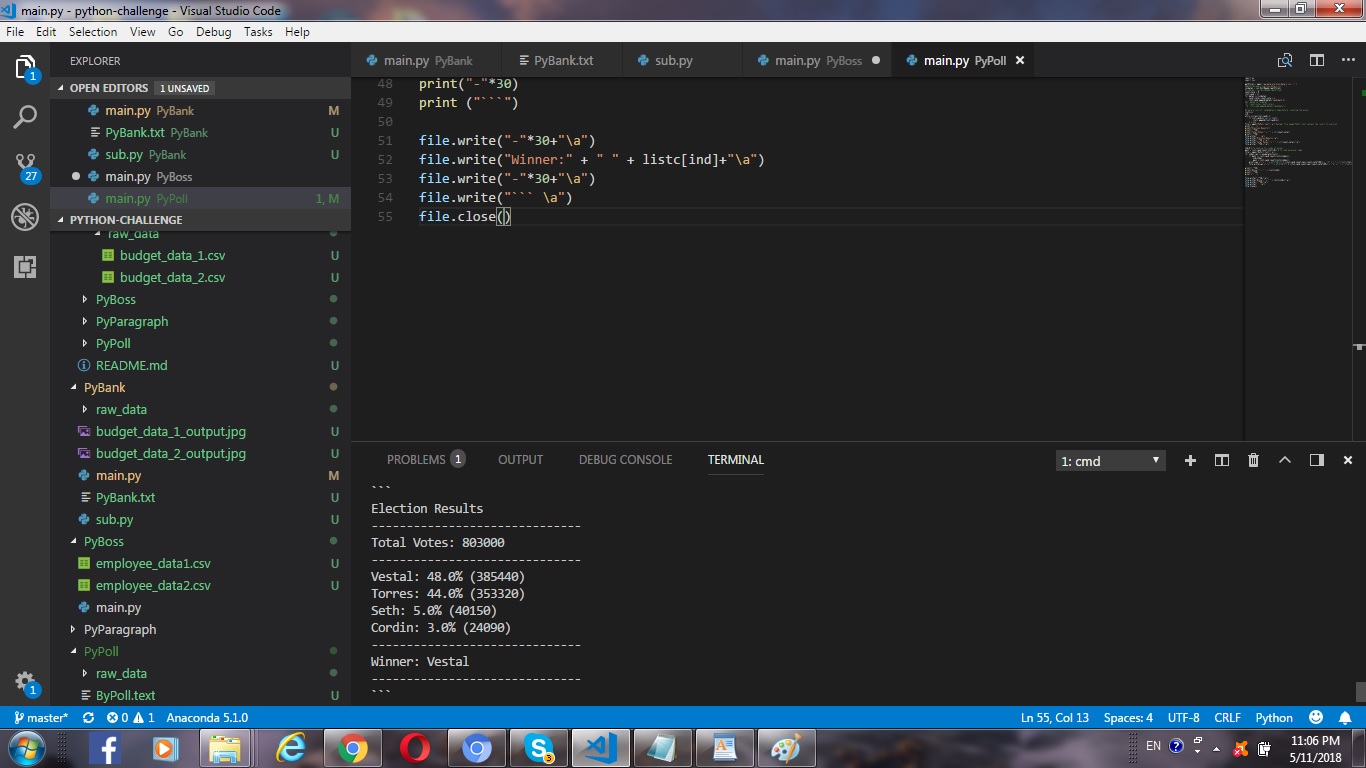 main.py - python-challenge - Visual Studio Code
File Edit Selection View Go Debug Tasks Help
1
27
1
EXPLORER
OPEN EDITORS 1 UNSAVED
main.py PyBank M
PyBank.txt PyBank U
sub.py PyBank U
main.py PyBoss
main.py PyPoll 1, M
PYTHON-CHALLENGE
raw_data
budget_data_1.csv U
budget_data_2.csv U
PyBoss
PyParagraph
PyPoll
README.md U
PyBank
raw_data
budget_data_1_output.jpg U
budget_data_2_output.jpg U
main.py M
PyBank.txt U
sub.py U
PyBoss
employee_data1.csv U
employee_data2.csv U
main.py
PyParagraph
PyPoll
raw_data
ByPoll.text U
main.py PyBank PyBank.txt sub.py main.py PyBoss main.py PyPoll
48 print("-"*30)
49 print ("```")
50
51 file.write("-"*30+"\a")
52 file.write("Winner:" + " " + listc[ind]+"\a")
53 file.write("-"*30+"\a")
54 file.write("``` \a")
55 file.close()
PROBLEMS 1 OUTPUT DEBUG CONSOLE TERMINAL 1: cmd
```
Election Results
------------------------------
Total Votes: 803000
------------------------------
Vestal: 48.0% (385440)
Torres: 44.0% (353320)
Seth: 5.0% (40150)
Cordin: 3.0% (24090)
------------------------------
Winner: Vestal
------------------------------
```
master* 0 1 Anaconda 5.1.0 Ln 55, Col 13 Spaces: 4 UTF-8 CRLF Python
EN 11:06 PM
5/11/2018